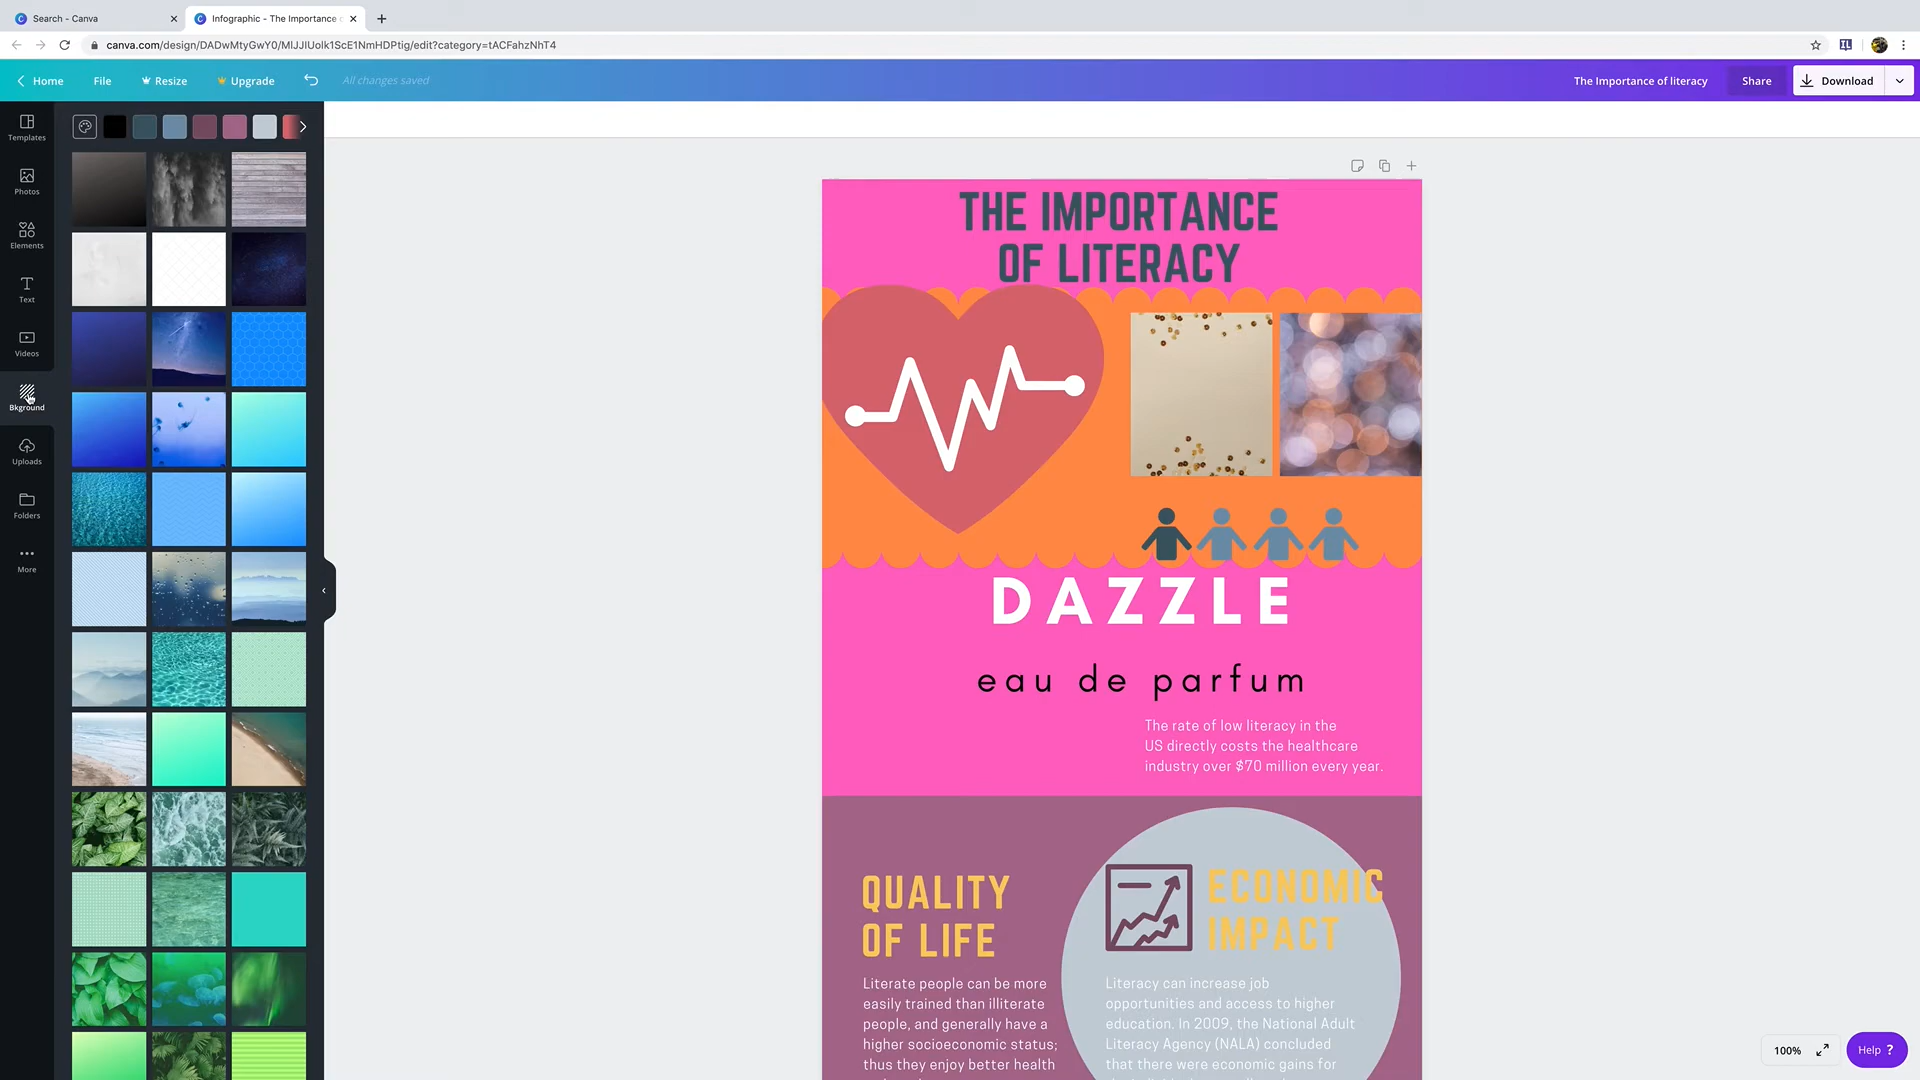 Search - Canva
Infographic - The Importance
canva.com/design/DADwMtyGwY0/MIJJIUolk1ScE1NmHDPtig/edit?category=tACFahzNhT4
Home
File
Resize
Upgrade
All changes saved
The Importance of literacy
Share
Download
Templates
Photos
Elements
Text
Videos
Bkground
Uploads
Folders
More
THE IMPORTANCE
OF LITERACY
DAZZLE
eau de parfum
The rate of low literacy in the
US directly costs the healthcare
industry over $70 million every year.
QUALITY
OF LIFE
Literate people can be more
easily trained than illiterate
people, and generally have a
higher socioeconomic status;
thus they enjoy better health
ECONOMIC
IMPACT
Literacy can increase job
opportunities and access to higher
education. In 2009, the National Adult
Literacy Agency (NALA) concluded
that there were economic gains for
100%
Help ?